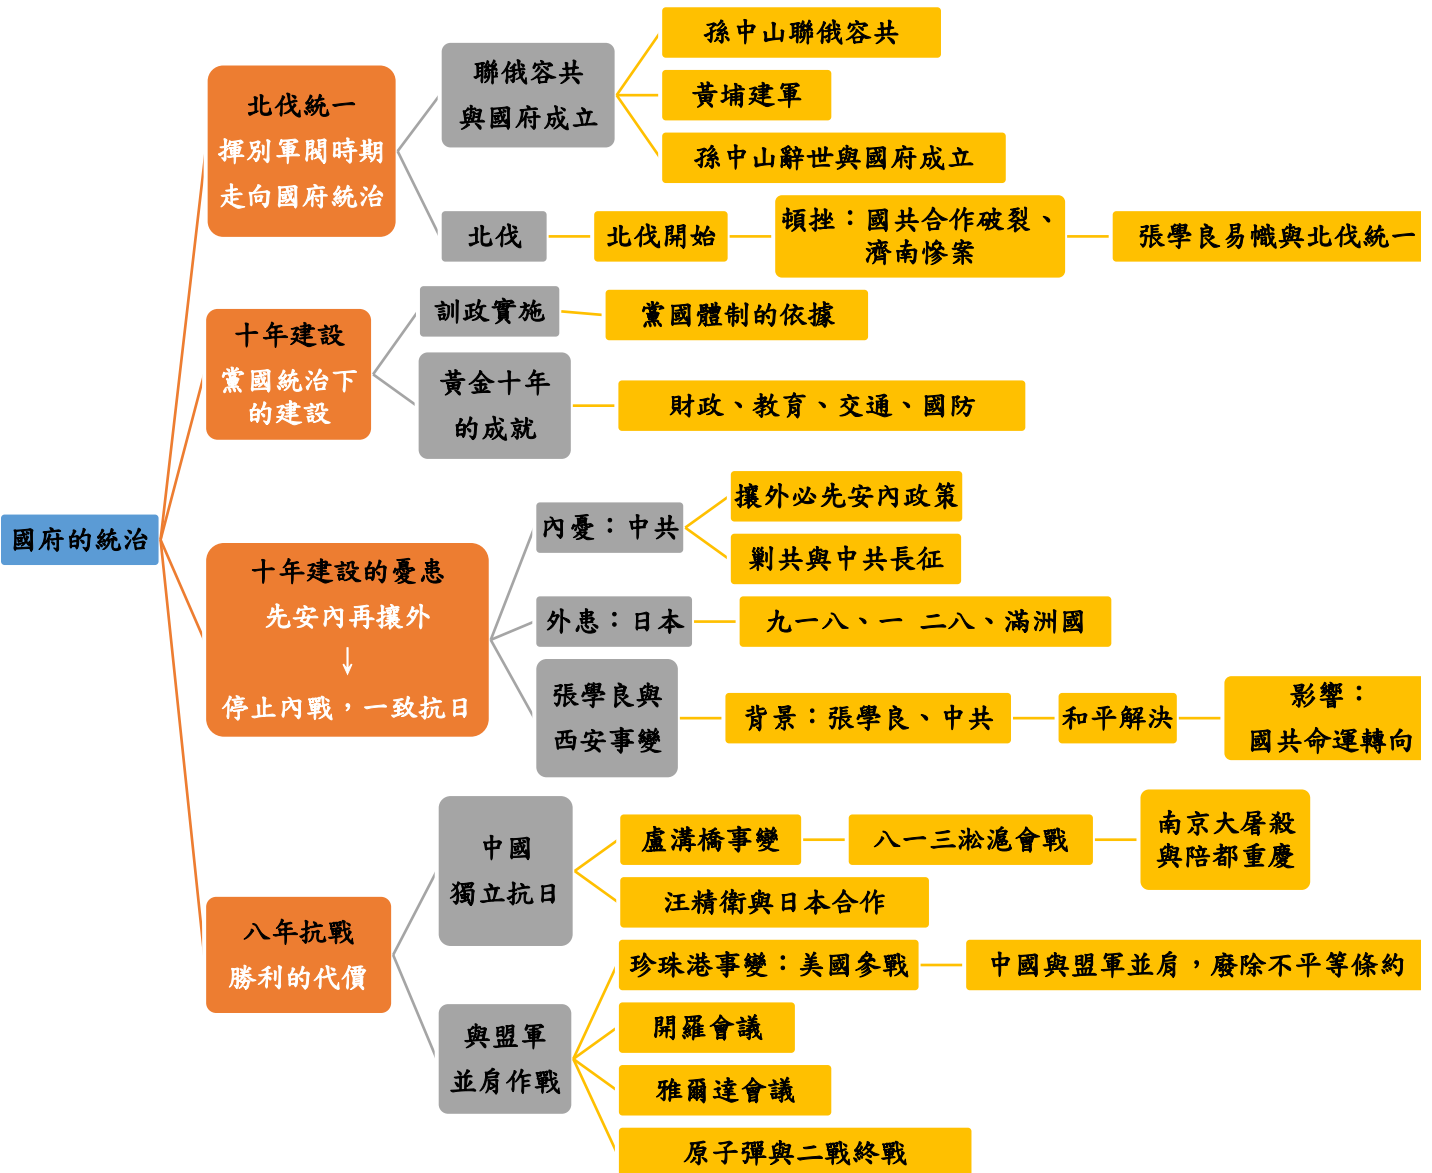 國府的統治
北伐統一
揮別軍閥時期
走向國府統治
聯俄容共
與國府成立
孫中山聯俄容共
黃埔建軍
孫中山辭世與國府成立
北伐
北伐開始
頓挫：國共合作破裂、
濟南慘案
張學良易幟與北伐統一
十年建設
黨國統治下
的建設
訓政實施
黨國體制的依據
黃金十年
的成就
財政、教育、交通、國防
十年建設的憂患
先安內再攘外
↓
停止內戰，一致抗日
內憂：中共
攘外必先安內政策
剿共與中共長征
外患：日本
九一八、一 二八、滿洲國
張學良與
西安事變
背景：張學良、中共
和平解決
影響：
國共命運轉向
八年抗戰
勝利的代價
中國
獨立抗日
盧溝橋事變
八一三淞滬會戰
南京大屠殺
與陪都重慶
汪精衛與日本合作
與盟軍
並肩作戰
珍珠港事變：美國參戰
中國與盟軍並肩，廢除不平等條約
開羅會議
雅爾達會議
原子彈與二戰終戰